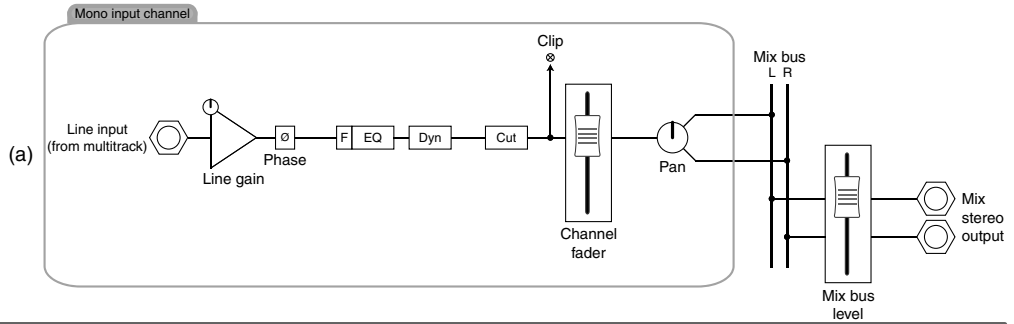 Mono input channel
(a)
Line input
(from multitrack)
Line gain
Ø
Phase
F EQ
Dyn
Cut
Clip
Channel
fader
Pan
Mix bus
L R
Mix bus
level
Mix
stereo
output